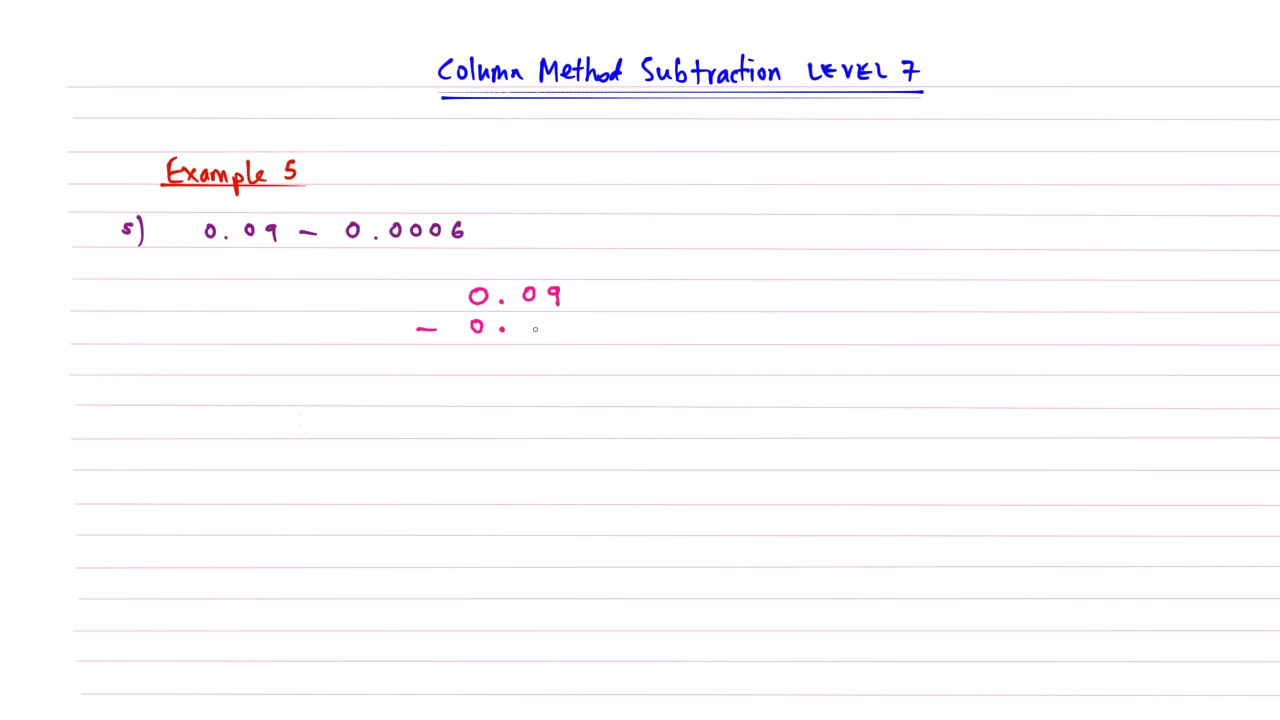 Column Method Subtraction LEVEL 7
Example 5
5) 0.09 - 0.0006
0.09
- 0.